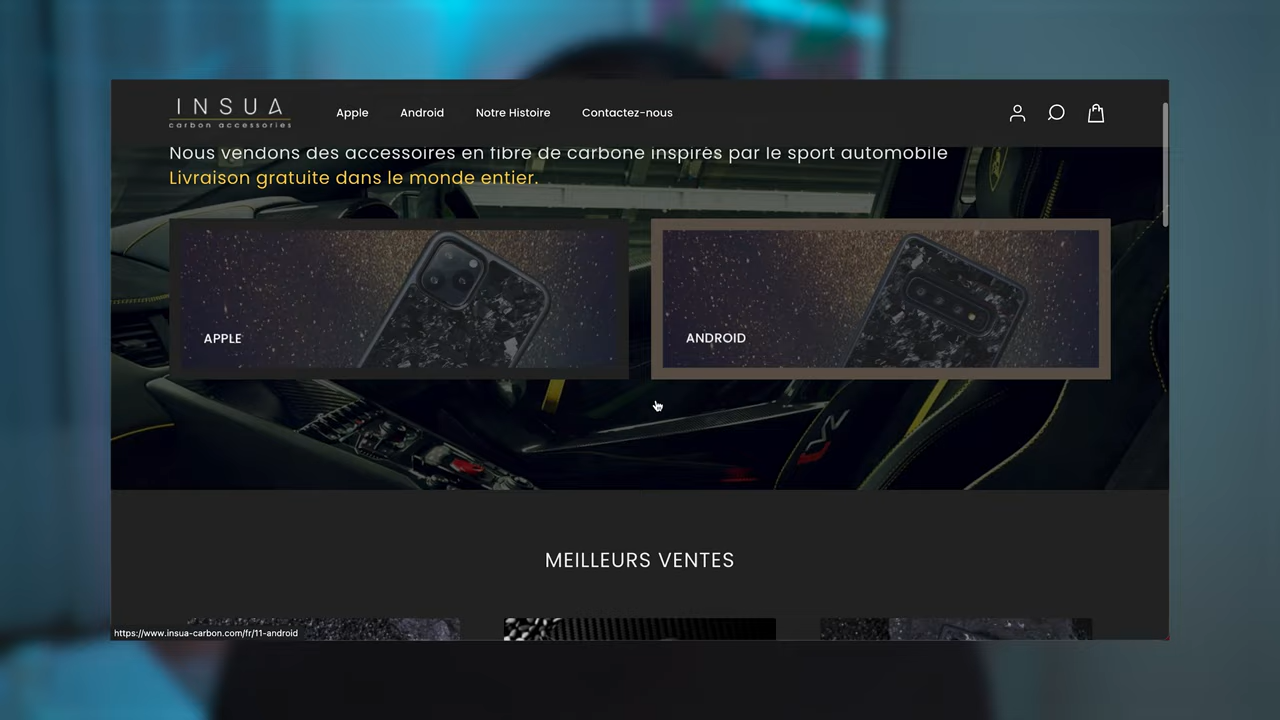 INSUA
carbon accessories
Apple
Android
Notre Histoire
Contactez-nous
Nous vendons des accessoires en fibre de carbone inspirés par le sport automobile
Livraison gratuite dans le monde entier.
APPLE
ANDROID
MEILLEURS VENTES
https://www.insua-carbon.com/fr/11-android